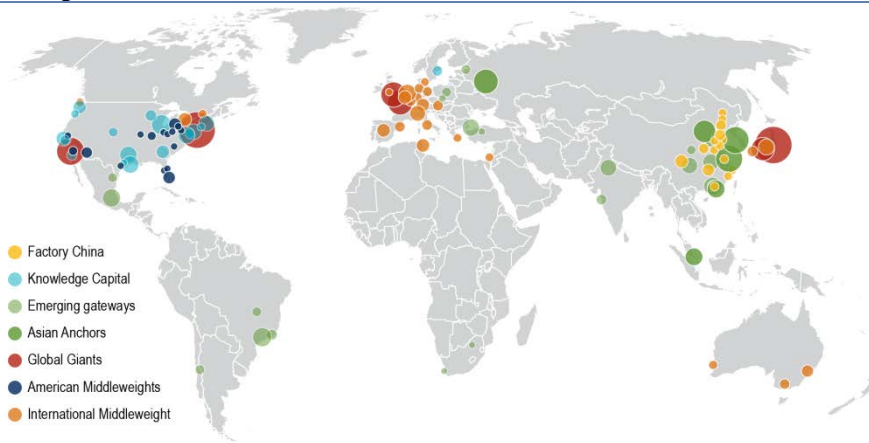 Factory China
Knowledge Capital
Emerging gateways
Asian Anchors
Global Giants
American Middleweights
International Middleweight